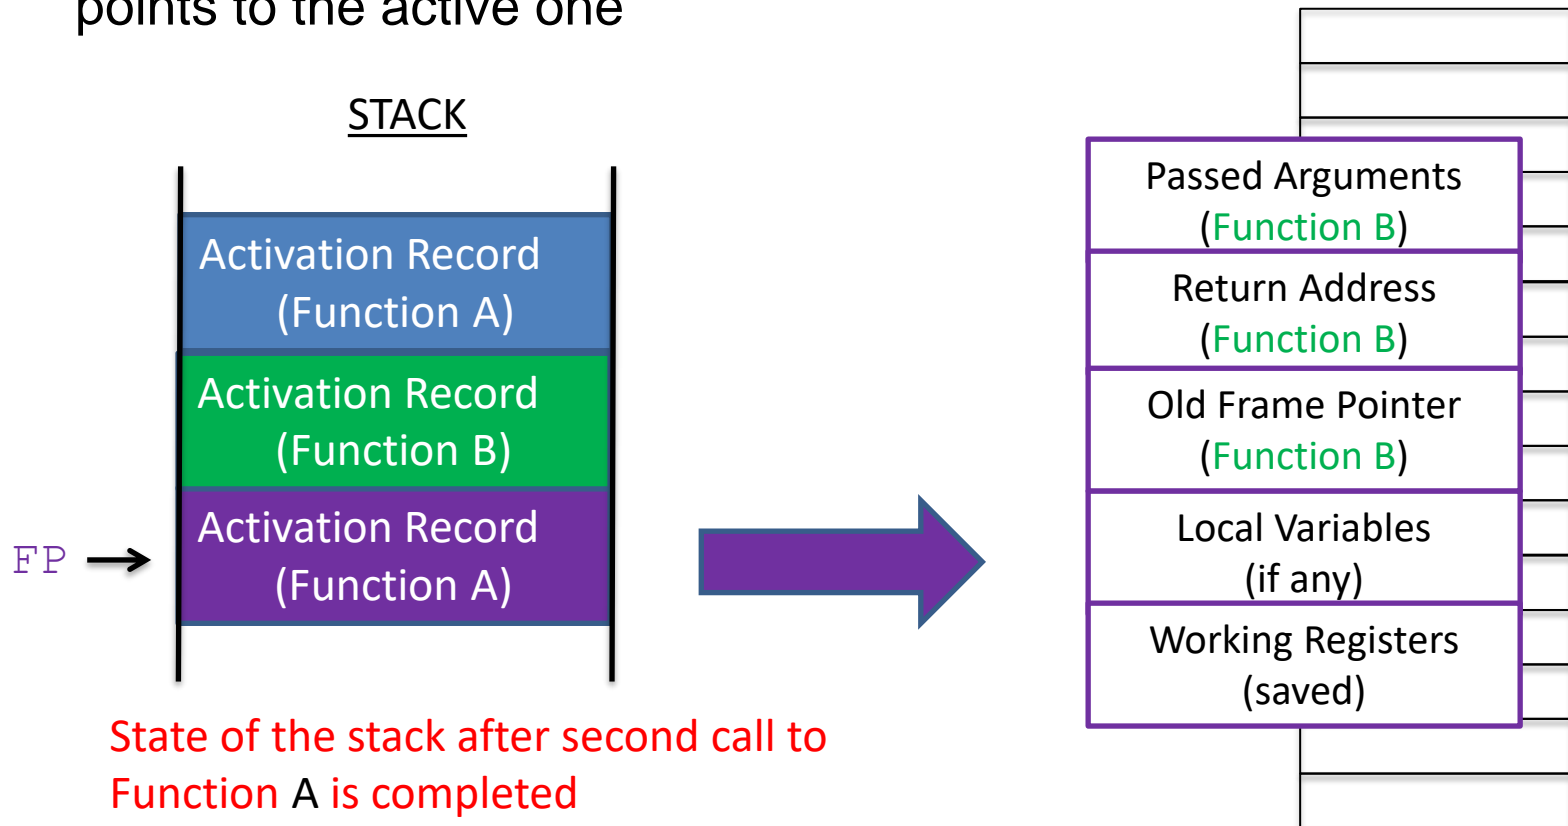 points to the active one
STACK
Activation Record
(Function A)
Activation Record
(Function B)
Activation Record
(Function A)
FP
State of the stack after second call to
Function A is completed
Passed Arguments
(Function B)
Return Address
(Function B)
Old Frame Pointer
(Function B)
Local Variables
(if any)
Working Registers
(saved)